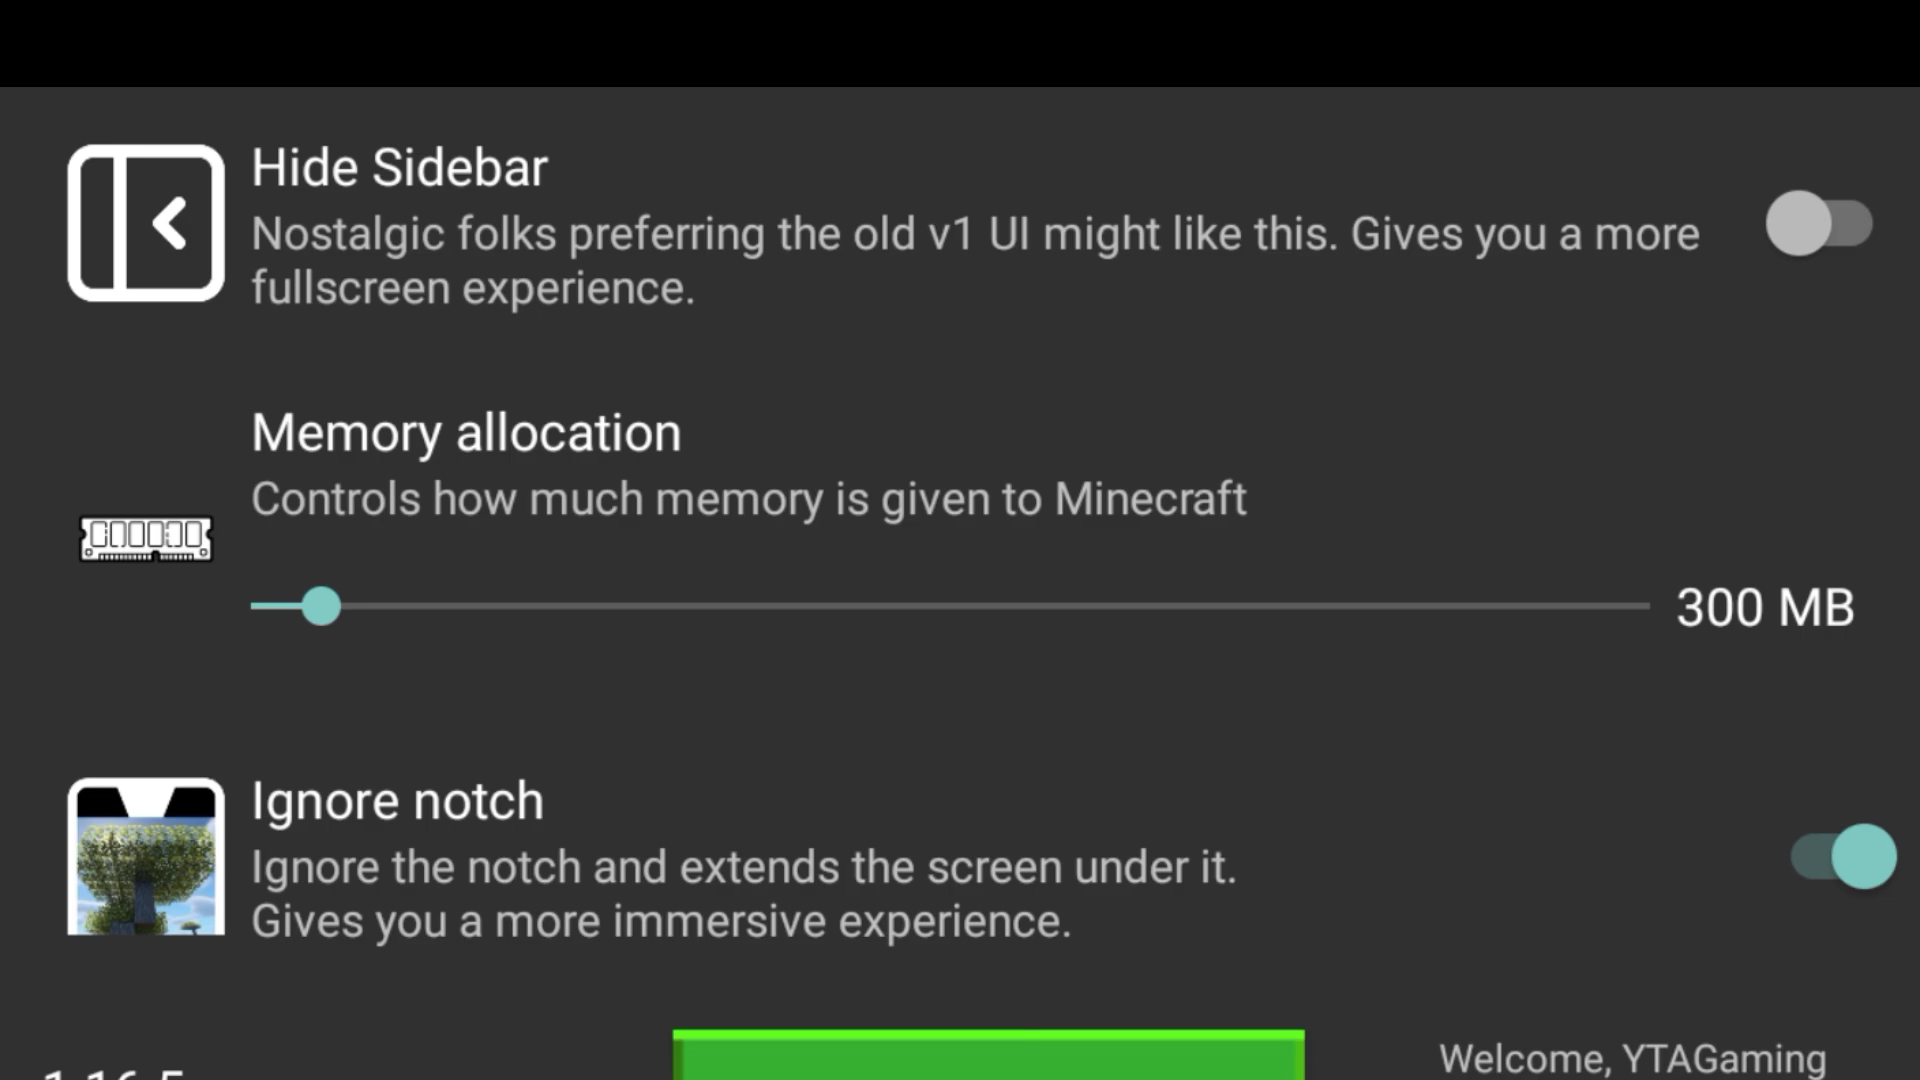 Hide Sidebar
Nostalgic folks preferring the old v1 UI might like this. Gives you a more
fullscreen experience.
Memory allocation
Controls how much memory is given to Minecraft
300 MB
Ignore notch
Ignore the notch and extends the screen under it.
Gives you a more immersive experience.
Welcome, YTAGaming